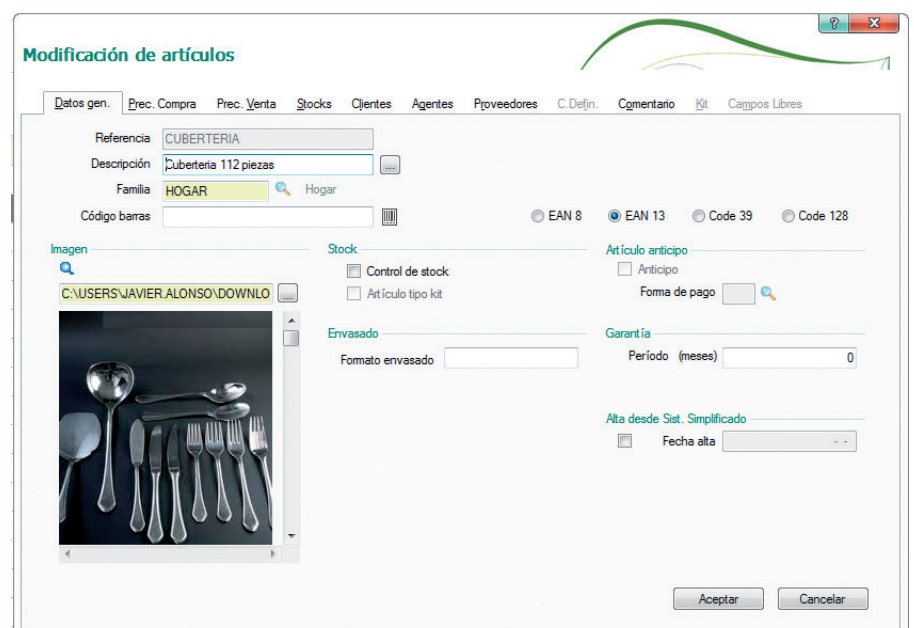 Modificación de artículos
Datos gen. Prec. Compra Prec. Venta Stocks Clientes Agentes Proveedores C.Defin. Comentario Kit Campos Libres
Referencia CUBERTERIA
Descripción Cuberteria 112 piezas ...
Familia HOGAR Hogar
Código barras EAN 8 EAN 13 Code 39 Code 128
Imagen Stock Artículo anticipo
Control de stock Anticipo
C:\USERS\JAVIER.ALONSO\DOWNLO ... Artículo tipo kit Forma de pago
Envasado Garantía
Formato envasado Período (meses) 0
Alta desde Sist. Simplificado
Fecha alta - -
Aceptar Cancelar